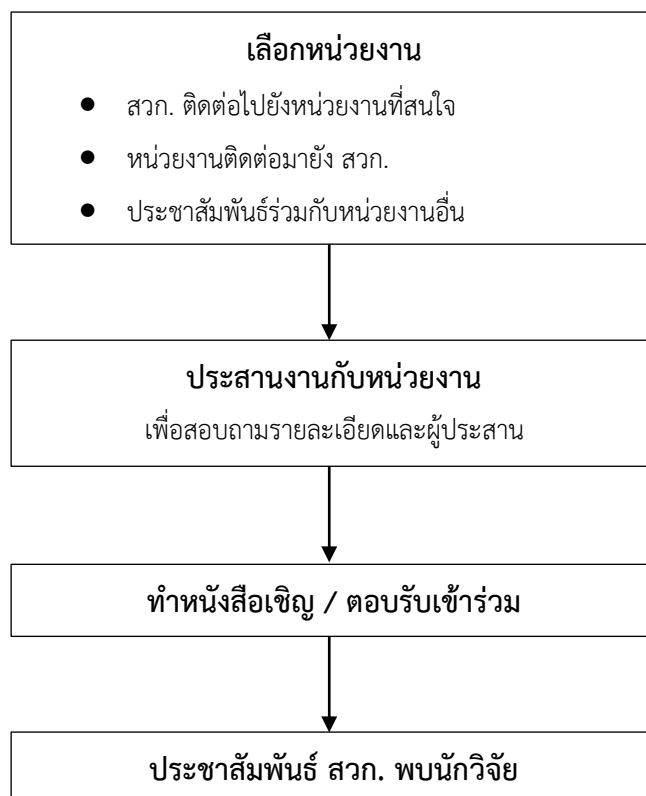 เลือกหน่วยงาน
● สวก. ติดต่อไปยังหน่วยงานที่สนใจ
● หน่วยงานติดต่อมายัง สวก.
● ประชาสัมพันธ์ร่วมกับหน่วยงานอื่น
ประสานงานกับหน่วยงาน
เพื่อสอบถามรายละเอียดและผู้ประสาน
ทำหนังสือเชิญ / ตอบรับเข้าร่วม
ประชาสัมพันธ์ สวก. พบนักวิจัย